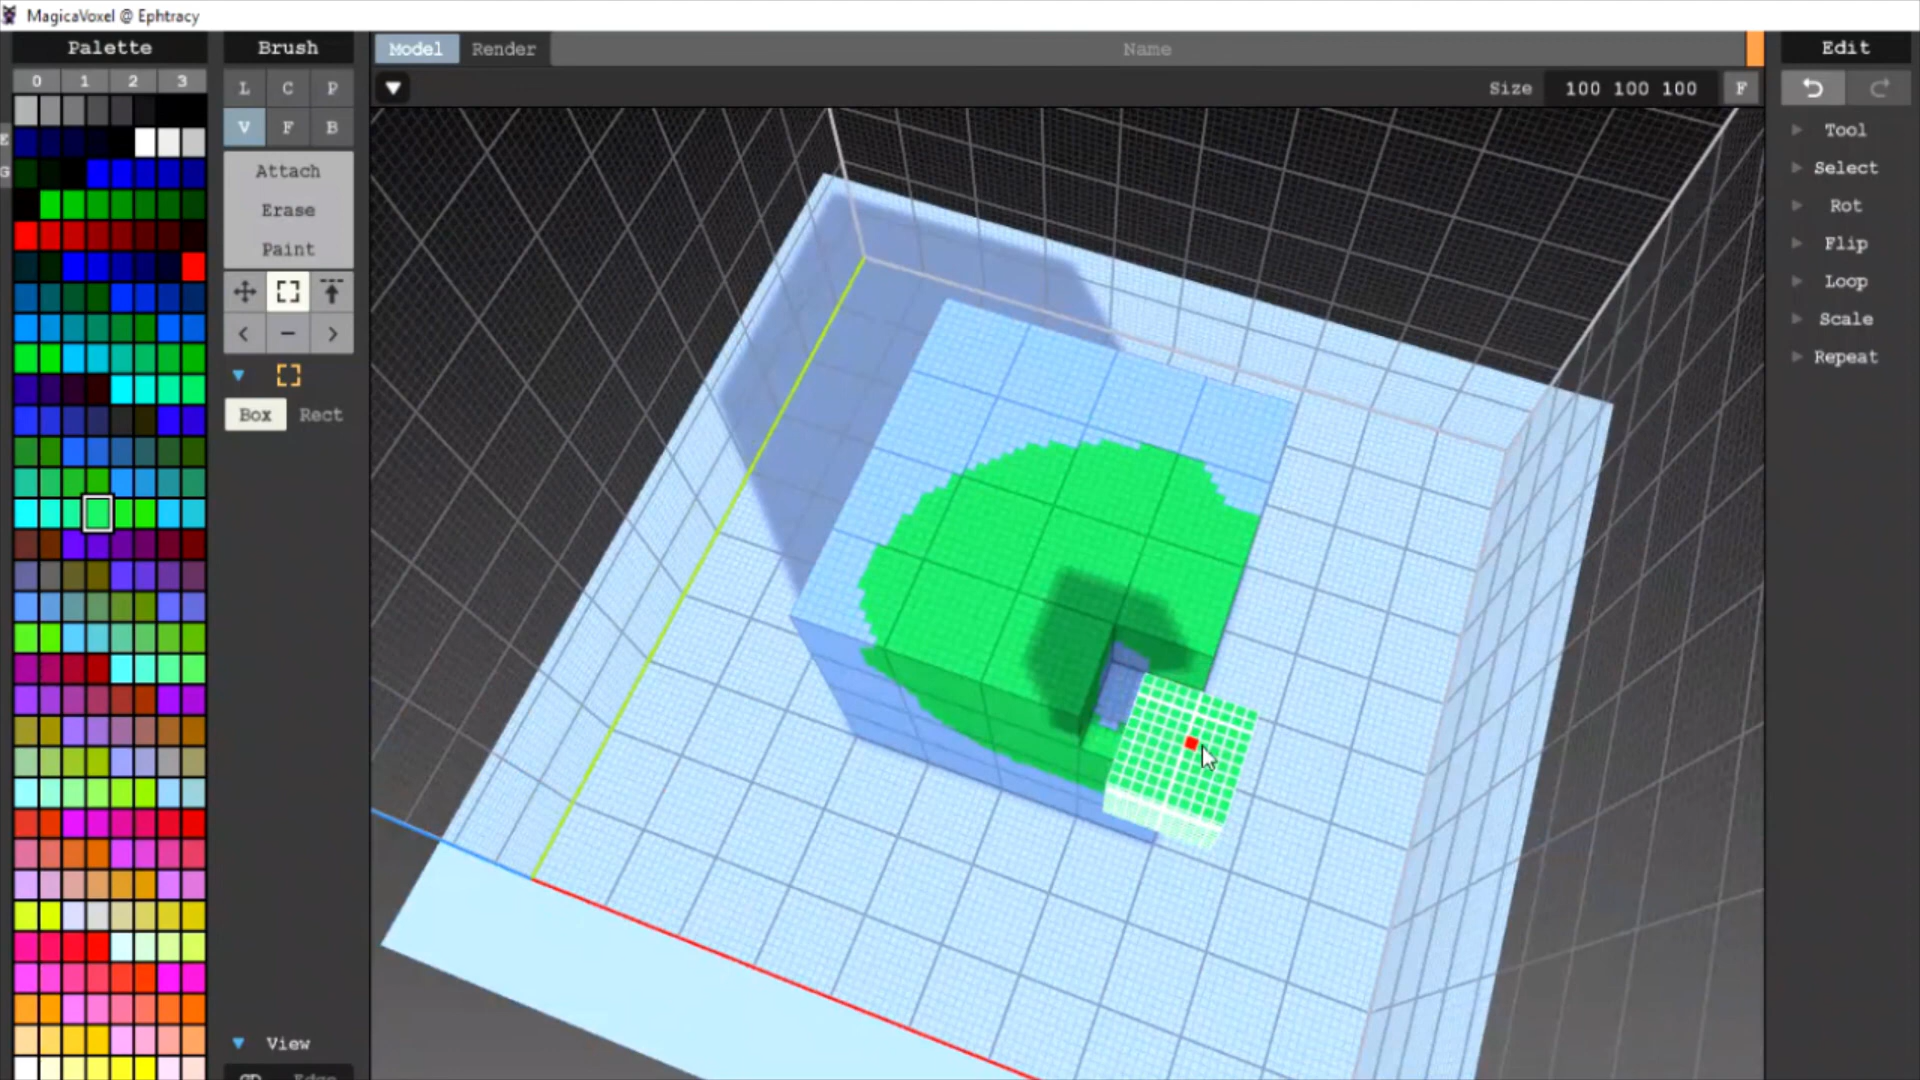 MagicaVoxel @ Ephtracy
Palette
Brush
Model
Render
Name
Edit
0
1
2
3
L
C
P
Size
100 100 100
F
V
F
B
E
G
Attach
Erase
Paint
Box
Rect
View
Edge
Tool
Select
Rot
Flip
Loop
Scale
Repeat